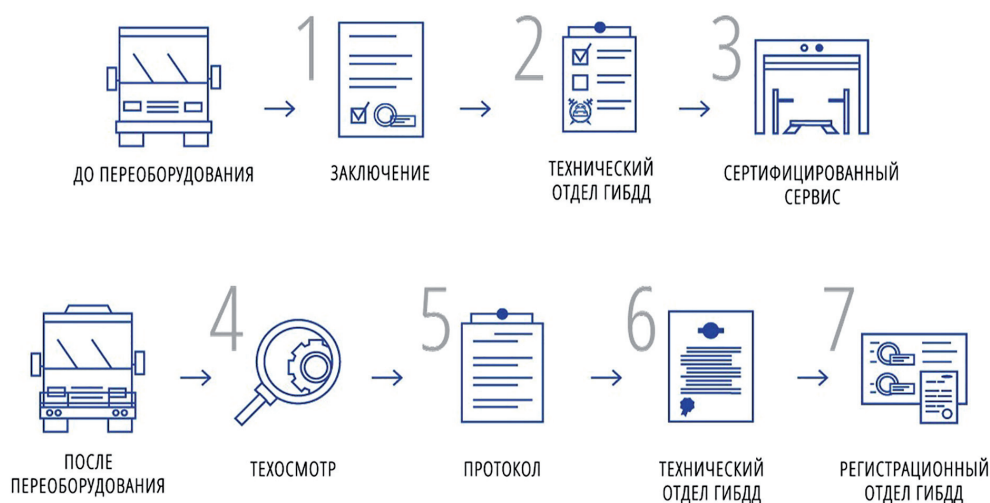 1
2
3
ДО ПЕРЕОБОРУДОВАНИЯ
ЗАКЛЮЧЕНИЕ
ТЕХНИЧЕСКИЙ
ОТДЕЛ ГИБДД
СЕРТИФИЦИРОВАННЫЙ
СЕРВИС
4
5
6
7
ПОСЛЕ
ПЕРЕОБОРУДОВАНИЯ
ТЕХОСМОТР
ПРОТОКОЛ
ТЕХНИЧЕСКИЙ
ОТДЕЛ ГИБДД
РЕГИСТРАЦИОННЫЙ
ОТДЕЛ ГИБДД